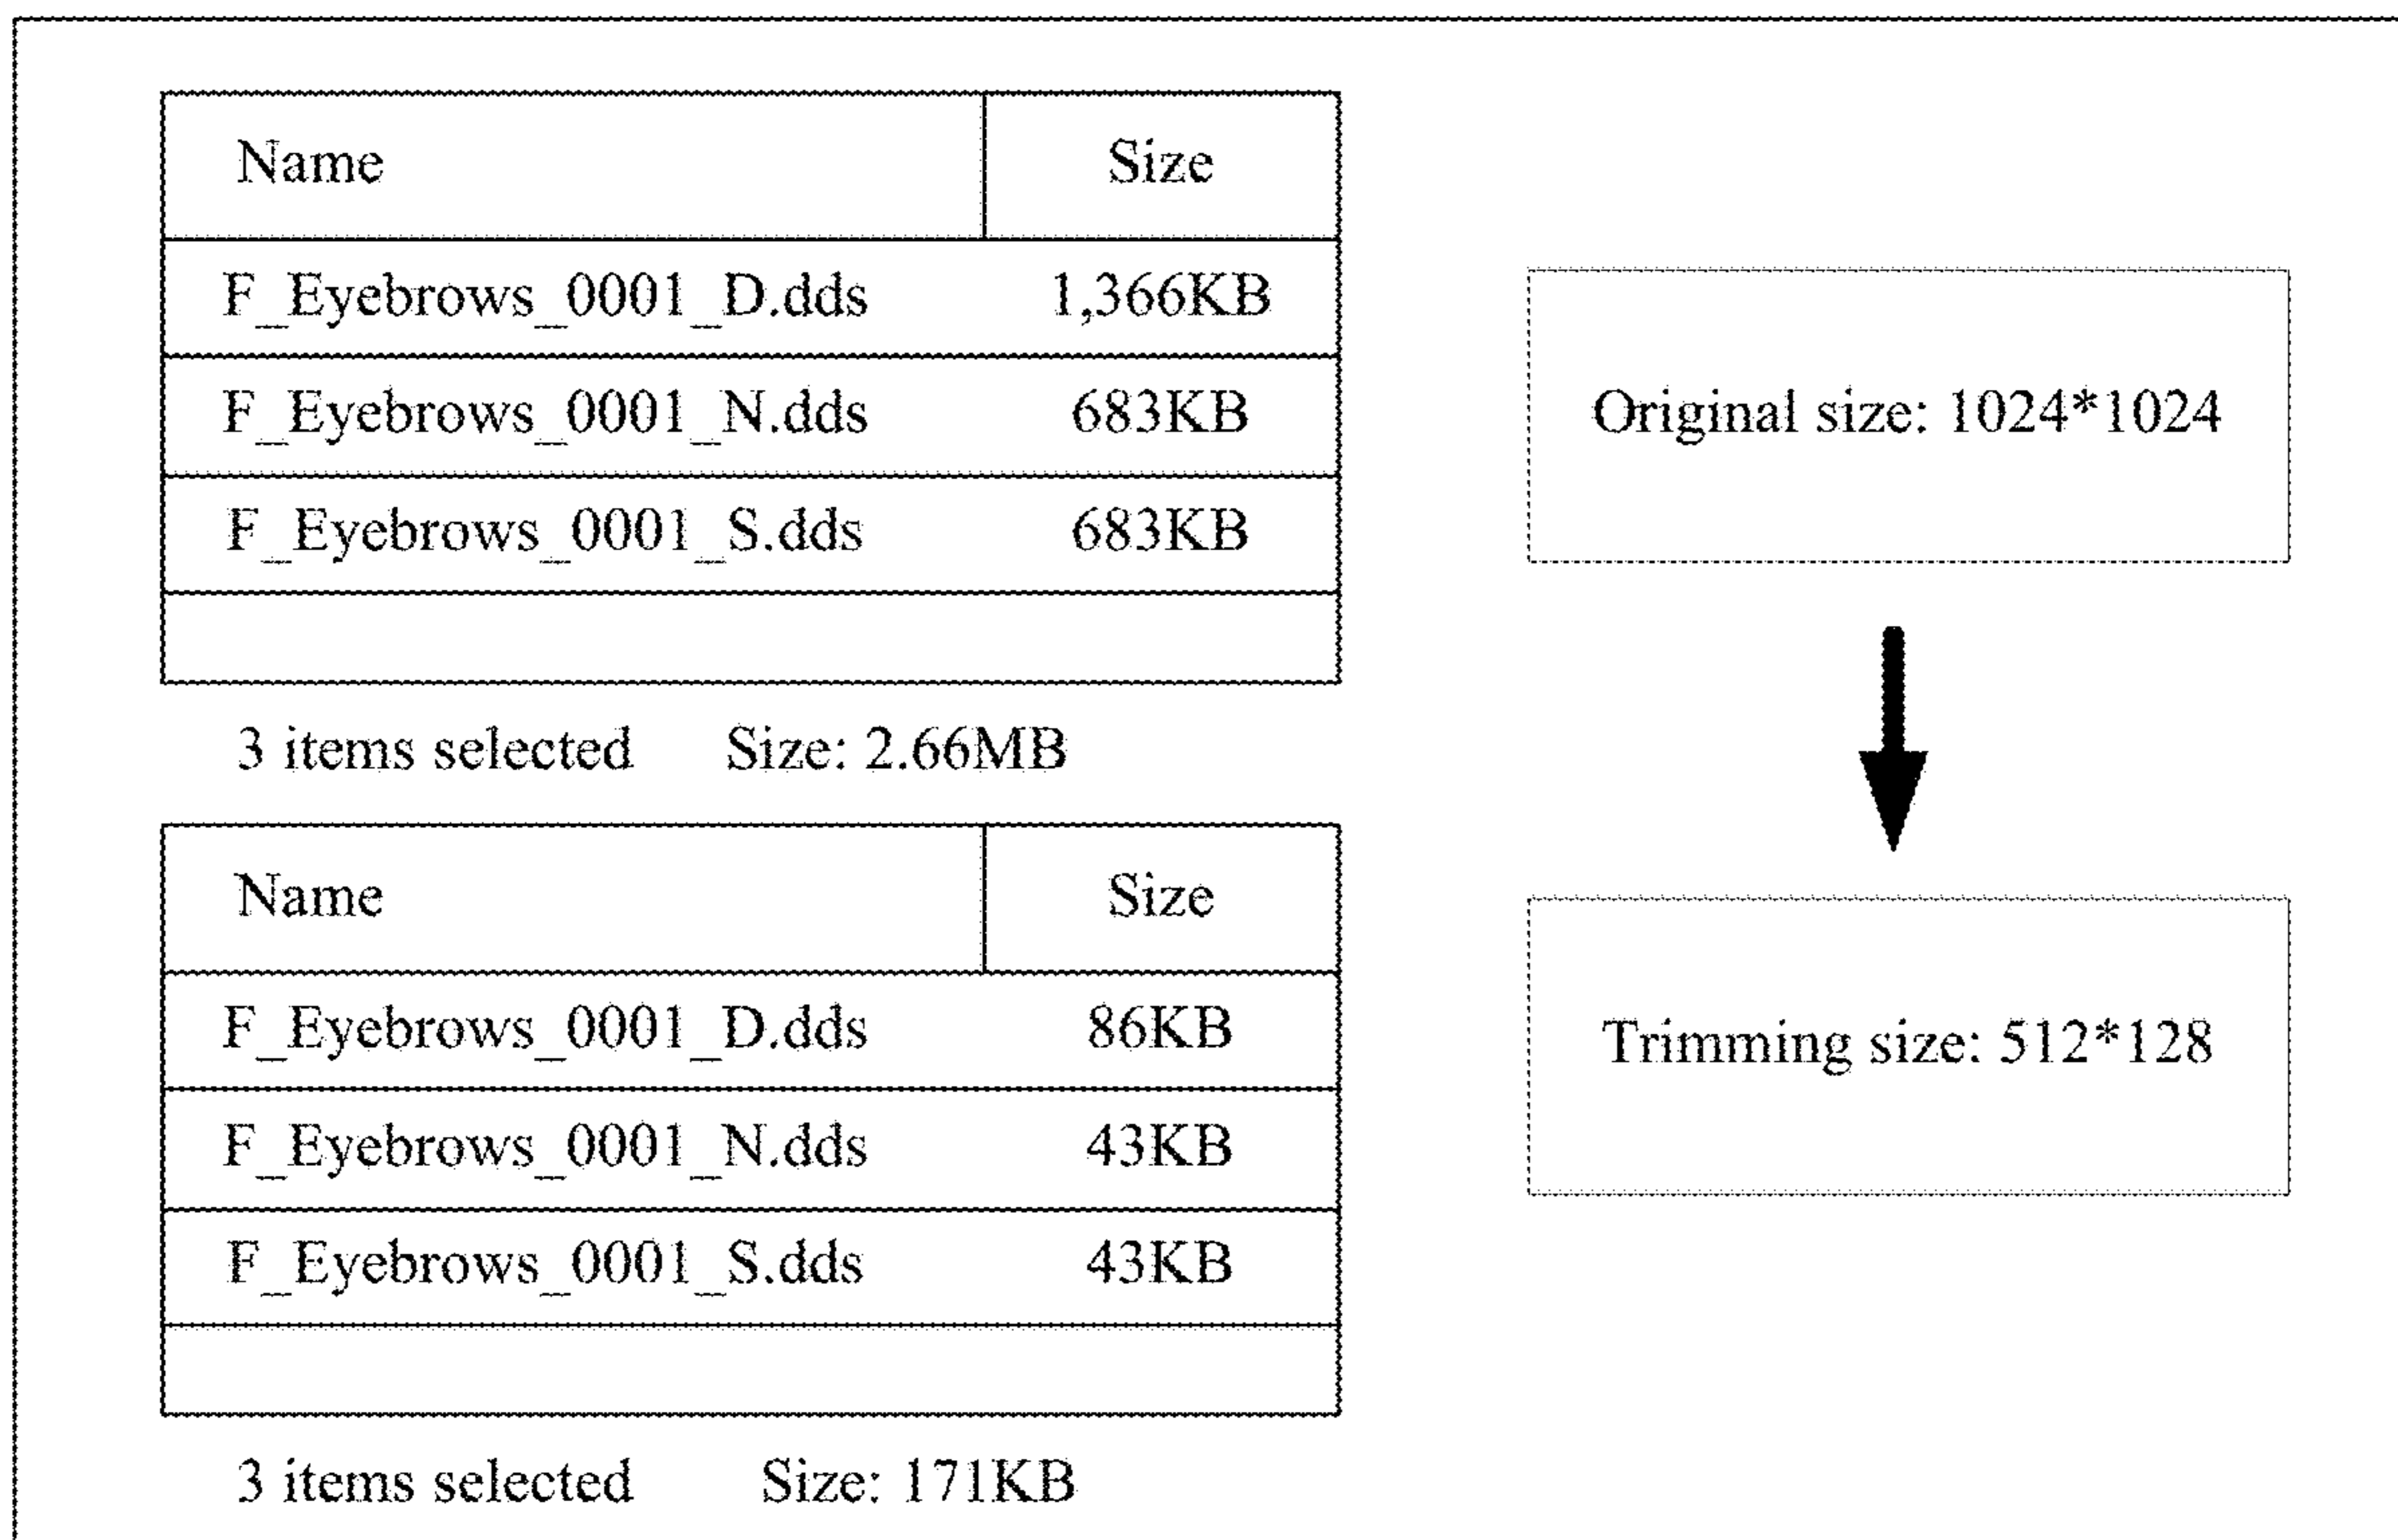 Name Size
F_Eyebrows_0001_D.dds 1,366KB
F_Eyebrows_0001_N.dds 683KB
F_Eyebrows_0001_S.dds 683KB
3 items selected Size: 2.66MB
Original size: 1024*1024
Name Size
F_Eyebrows_0001_D.dds 86KB
F_Eyebrows_0001_N.dds 43KB
F_Eyebrows_0001_S.dds 43KB
3 items selected Size: 171KB
Trimming size: 512*128